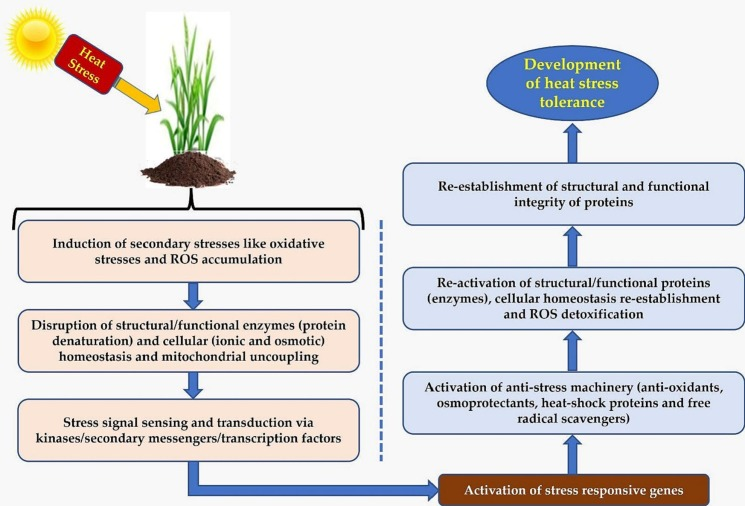 Heat
Stress
Induction of secondary stresses like oxidative
stresses and ROS accumulation
Disruption of structural/functional enzymes (protein
denaturation) and cellular (ionic and osmotic)
homeostasis and mitochondrial uncoupling
Stress signal sensing and transduction via
kinases/secondary messengers/transcription factors
Activation of stress responsive genes
Activation of anti-stress machinery (anti-oxidants,
osmoprotectants, heat-shock proteins and free
radical scavengers)
Re-activation of structural/functional proteins
(enzymes), cellular homeostasis re-establishment
and ROS detoxification
Re-establishment of structural and functional
integrity of proteins
Development
of heat stress
tolerance